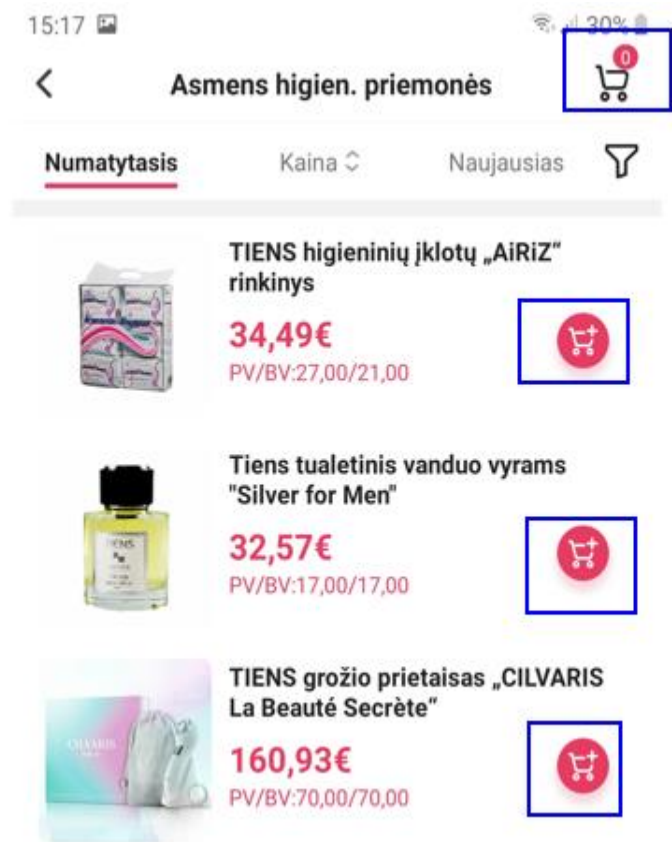 15:17 30%
0
Asmens higien. priemonės
Numatytasis Kaina Naujausias
TIENS higieninių įklotų „AiRiZ“
rinkinys
34,49€
PV/BV:27,00/21,00
Tiens tualetinis vanduo vyrams
"Silver for Men"
32,57€
PV/BV:17,00/17,00
TIENS
TIENS grožio prietaisas „CILVARIS
La Beauté Secrète“
160,93€
PV/BV:70,00/70,00
CILVARIS